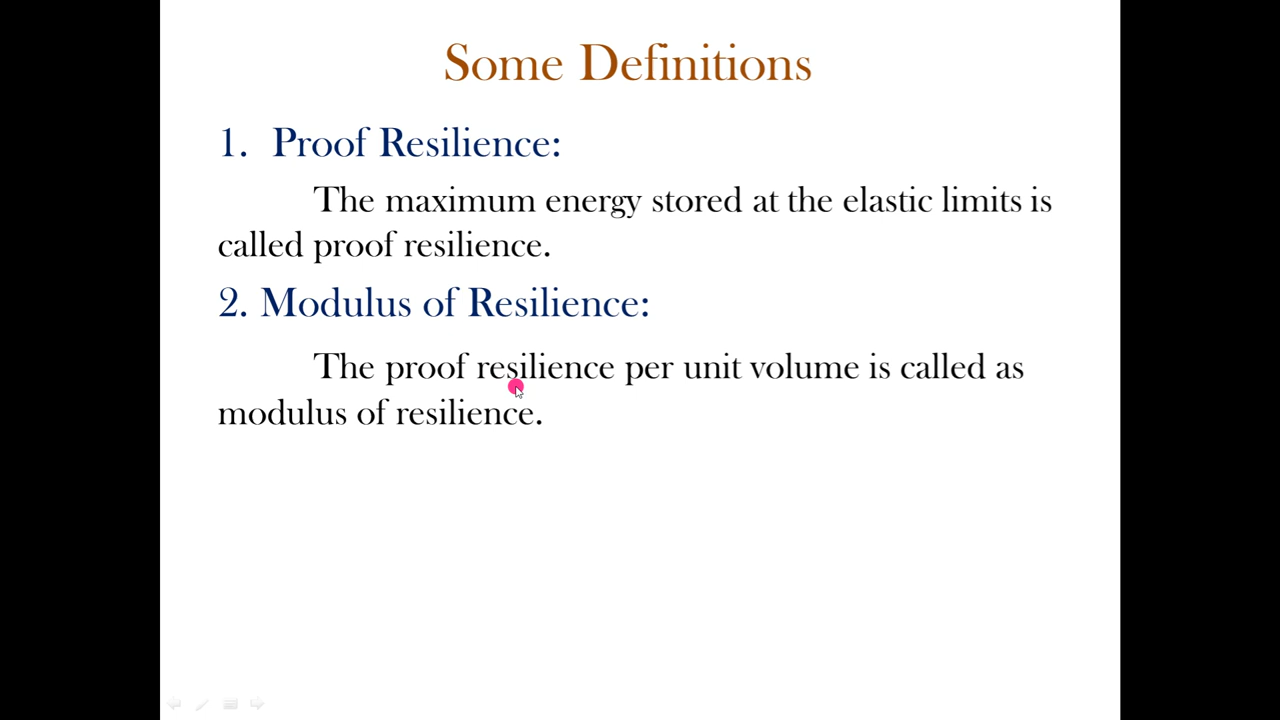 Some Definitions
1. Proof Resilience:
The maximum energy stored at the elastic limits is
called proof resilience.
2. Modulus of Resilience:
The proof resilience per unit volume is called as
modulus of resilience.